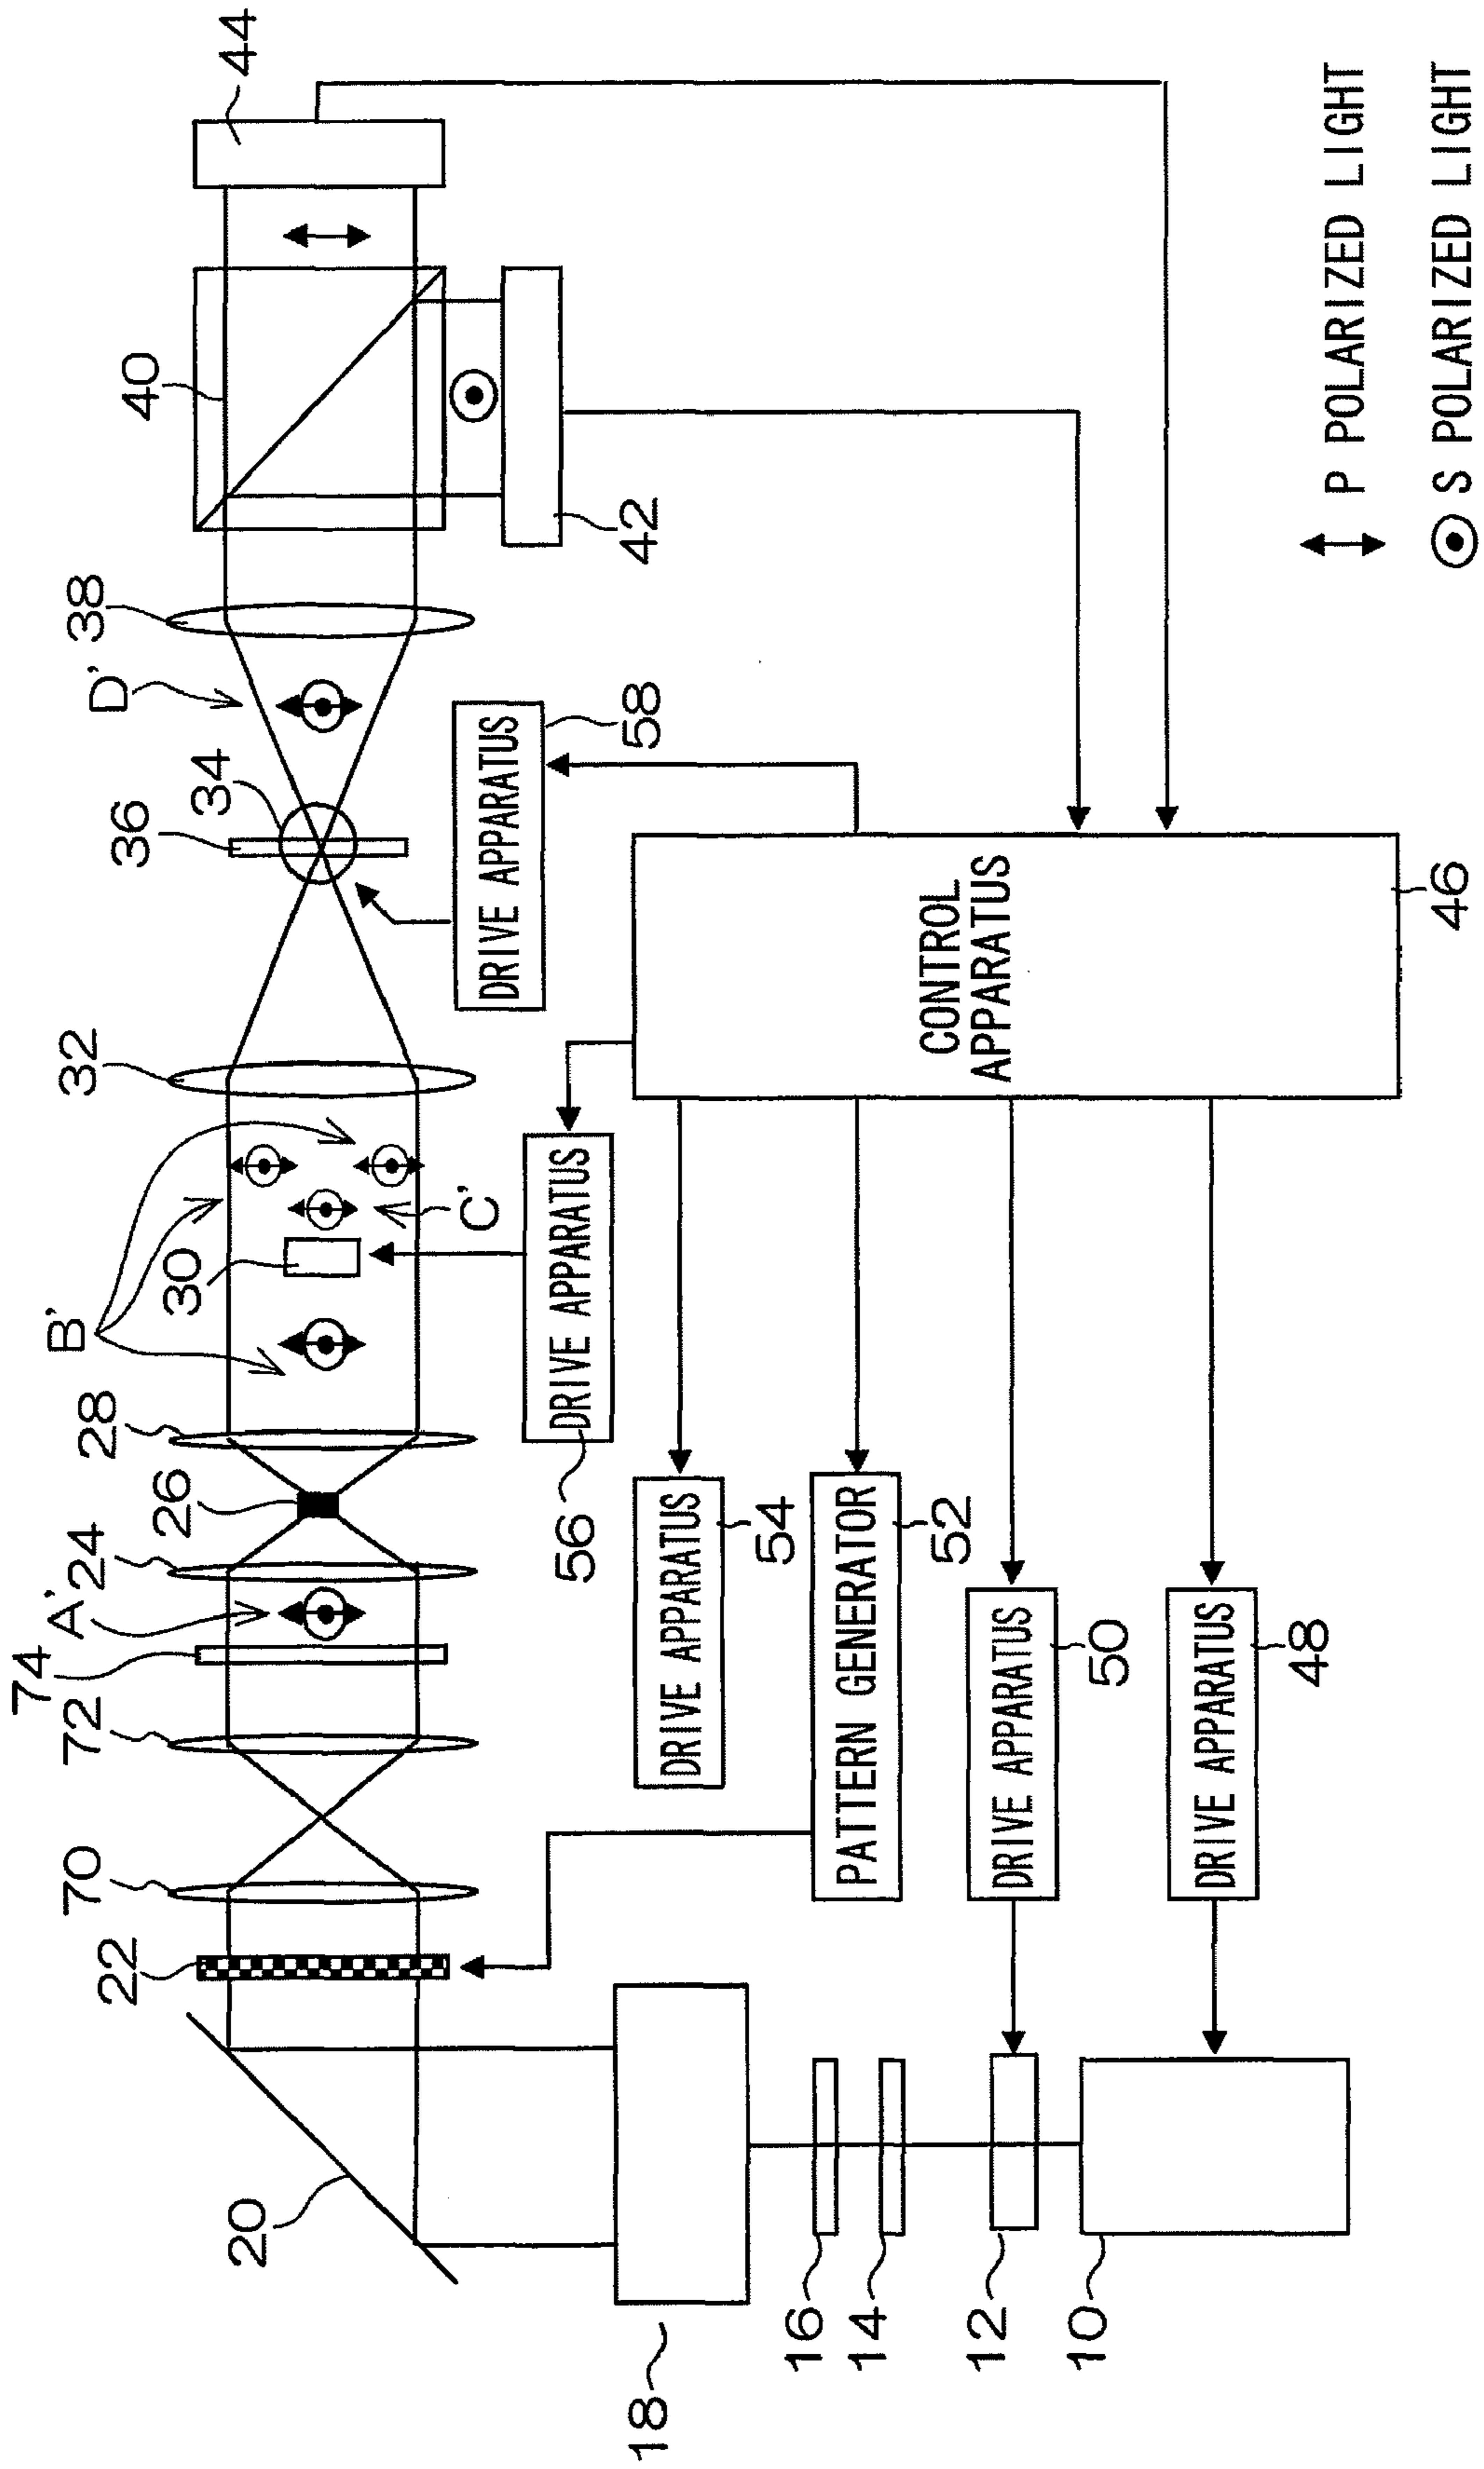 44
40
42
38
D'
34
36
58
DRIVE APPARATUS
32
B'
30
C'
28
26
24
A'
74
72
70
22
20
18
16
14
12
10
DRIVE APPARATUS
56
CONTROL
APPARATUS
46
DRIVE APPARATUS
54
PATTERN GENERATOR
52
DRIVE APPARATUS
50
DRIVE APPARATUS
48
P POLARIZED LIGHT
S POLARIZED LIGHT